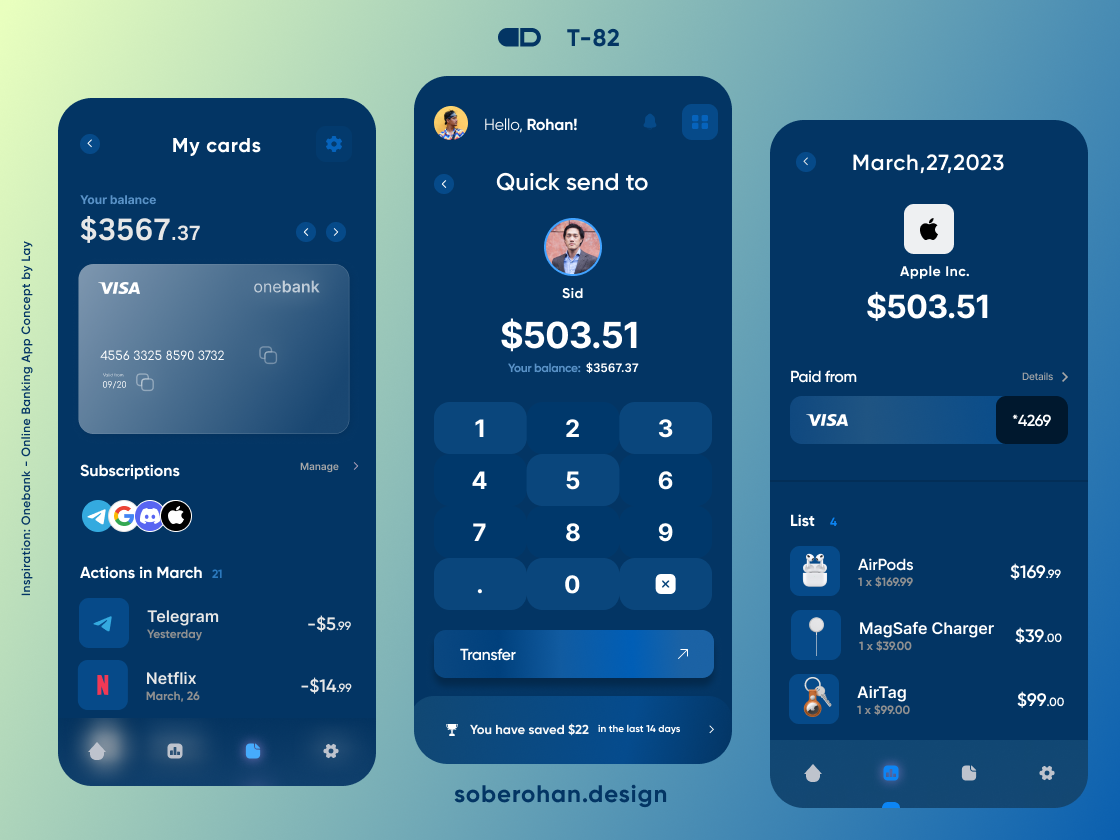 T-82
Inspiration: Onebank - Online Banking App Concept by Lay
My cards
Your balance
$3567.37
VISA
onebank
4556 3325 8590 3732
09/20
Subscriptions
Manage
Actions in March 21
Telegram
Yesterday
-$5.99
Netflix
March, 26
-$14.99
Hello, Rohan!
Quick send to
Sid
$503.51
Your balance: $3567.37
1 2 3
4 5 6
7 8 9
. 0
Transfer
You have saved $22 in the last 14 days
March,27,2023
Apple Inc.
$503.51
Paid from
Details
VISA
*4269
List 4
AirPods
1 x $169.99
$169.99
MagSafe Charger
1 x $39.00
$39.00
AirTag
1 x $99.00
$99.00
soberohan.design